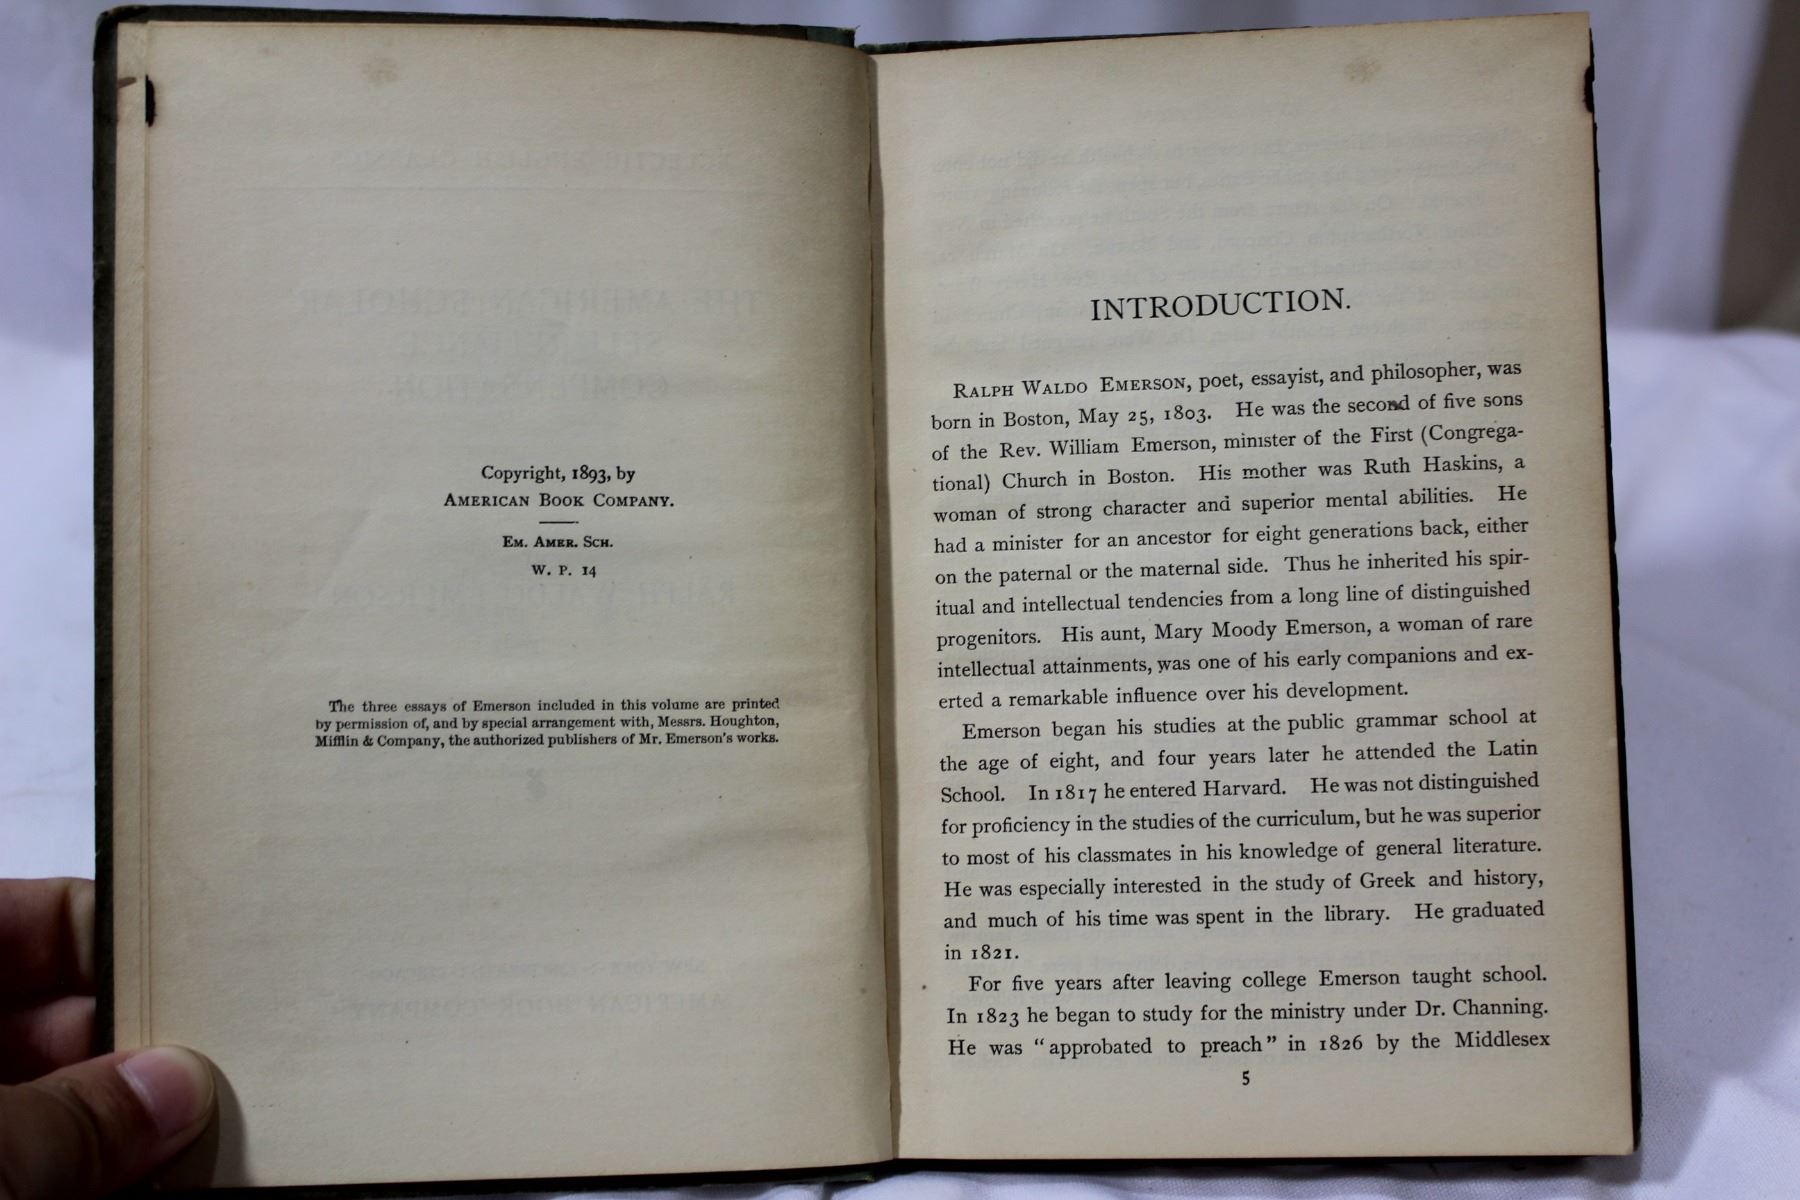 Copyright, 1893, by
AMERICAN BOOK COMPANY.
EM. AMER. SCH.
W. P. 14
The three essays of Emerson included in this volume are printed
by permission of, and by special arrangement with, Messrs. Houghton,
Mifflin & Company, the authorized publishers of Mr. Emerson's works.
INTRODUCTION.
RALPH WALDO EMERSON, poet, essayist, and philosopher, was
born in Boston, May 25, 1803. He was the second of five sons
of the Rev. William Emerson, minister of the First (Congrega-
tional) Church in Boston. His mother was Ruth Haskins, a
woman of strong character and superior mental abilities. He
had a minister for an ancestor for eight generations back, either
on the paternal or the maternal side. Thus he inherited his spir-
itual and intellectual tendencies from a long line of distinguished
progenitors. His aunt, Mary Moody Emerson, a woman of rare
intellectual attainments, was one of his early companions and ex-
erted a remarkable influence over his development.
Emerson began his studies at the public grammar school at
the age of eight, and four years later he attended the Latin
School. In 1817 he entered Harvard. He was not distinguished
for proficiency in the studies of the curriculum, but he was superior
to most of his classmates in his knowledge of general literature.
He was especially interested in the study of Greek and history,
and much of his time was spent in the library. He graduated
in 1821.
For five years after leaving college Emerson taught school.
In 1823 he began to study for the ministry under Dr. Channing.
He was "approbated to preach" in 1826 by the Middlesex
5